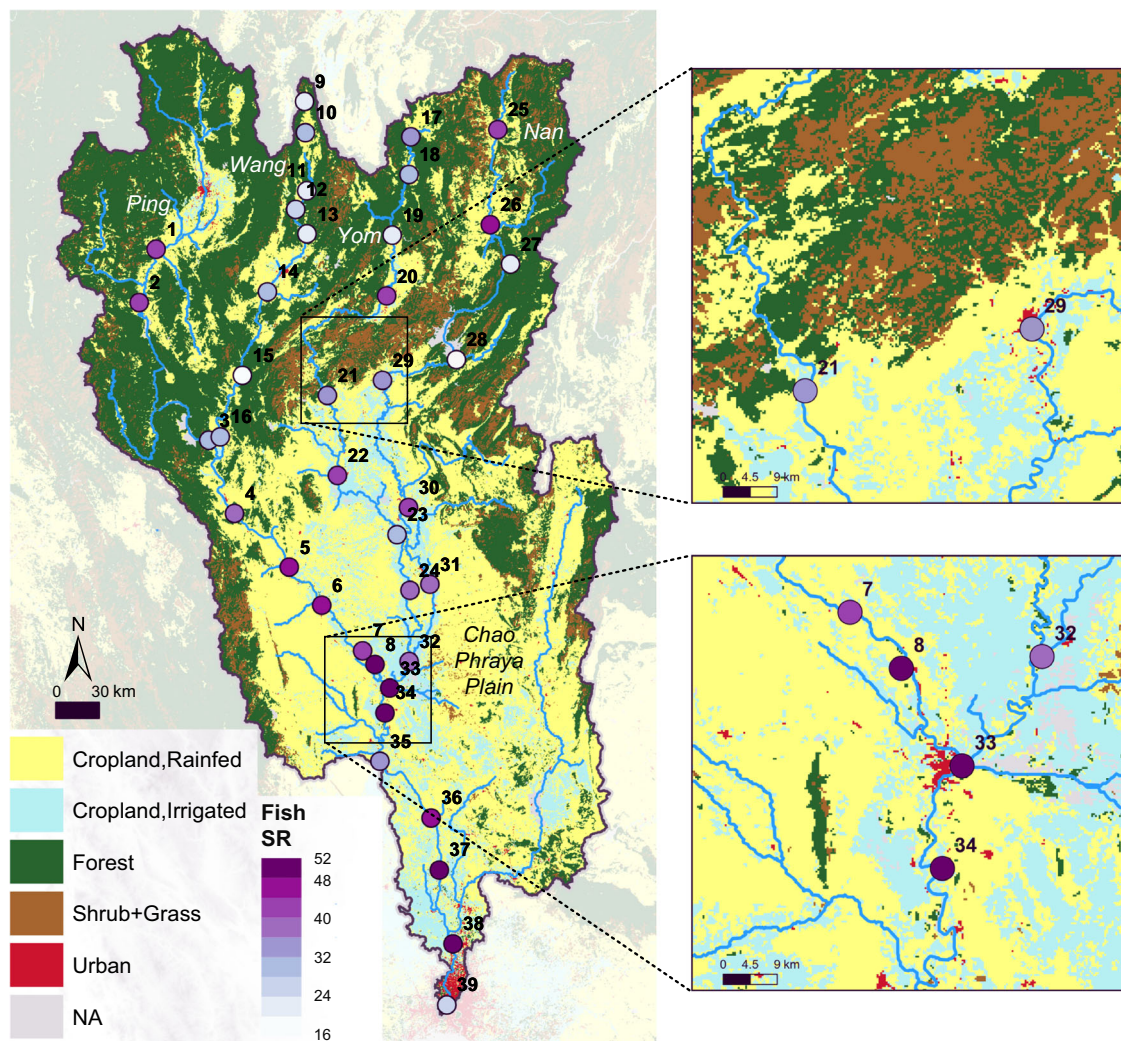 9
10
17
25
Nan
18
11
Wang
12
Ping
13
19
26
1
Yom
27
14
20
2
28
15
29
21
3
16
22
30
4
23
5
31
24
6
7
32
8
33
34
35
36
37
38
39
Chao
Phraya
Plain
N
0 30 km
Cropland,Rainfed
Cropland,Irrigated
Forest
Shrub+Grass
Urban
NA
Fish
SR
52
48
40
32
24
16
29
21
0 4.5 9 km
7
8
32
33
34
0 4.5 9 km